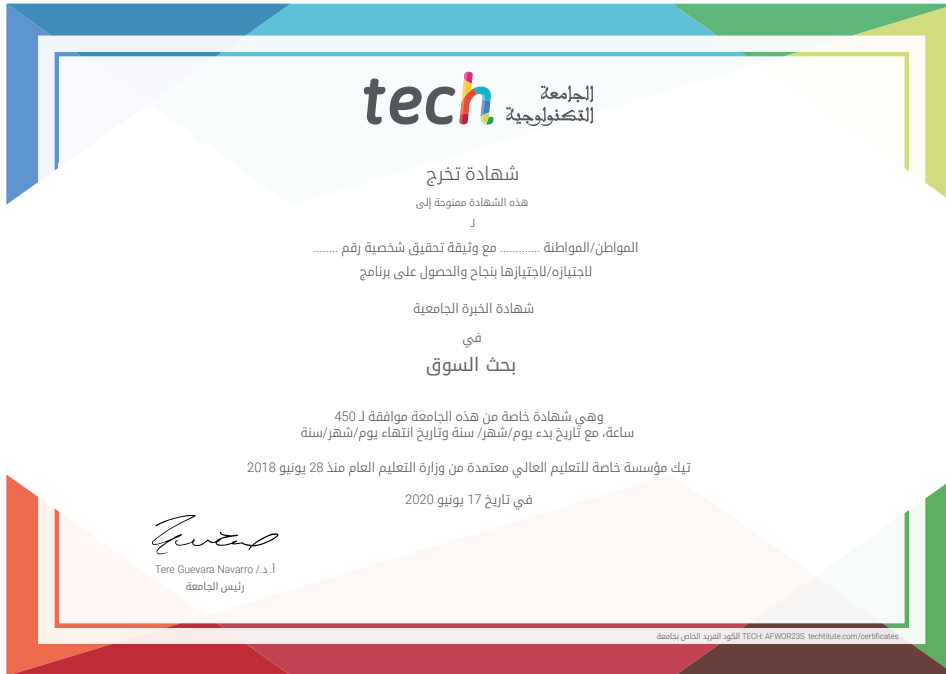 tech الجامعة
التكنولوجية
شهادة تخرج
هذه الشهادة ممنوحة إلى
لـ
المواطن/المواطنة ............ مع وثيقة تحقيق شخصية رقم ........
لاجتيازه/لاجتيازها بنجاح والحصول على برنامج
شهادة الخبرة الجامعية
في
بحث السوق
وهي شهادة خاصة من هذه الجامعة موافقة لـ 450
ساعة، مع تاريخ بدء يوم/شهر/ سنة وتاريخ انتهاء يوم/شهر/سنة
تيك مؤسسة خاصة للتعليم العالي معتمدة من وزارة التعليم العام منذ 28 يونيو 2018
في تاريخ 17 يونيو 2020
أ. د./ Tere Guevara Navarro
رئيس الجامعة
الكود الفريد الخاص بجامعة TECH: AFWOR23S techtitute.com/certificates